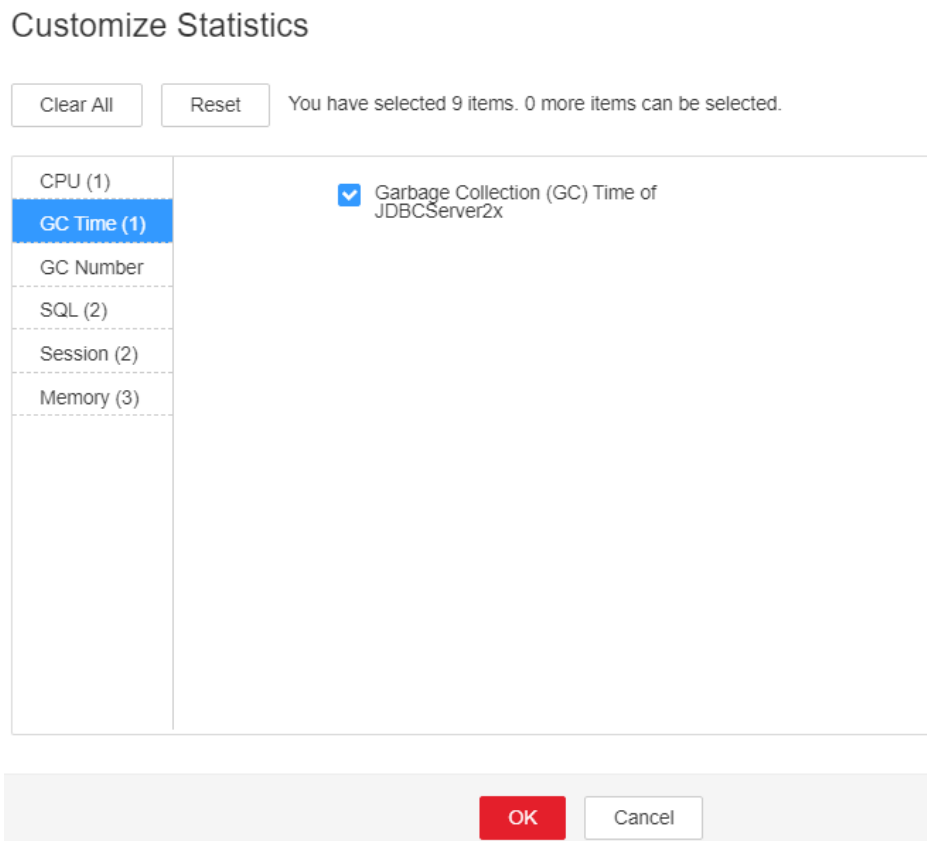 Customize Statistics
Clear All
Reset
You have selected 9 items. 0 more items can be selected.
CPU (1)
GC Time (1)
GC Number
SQL (2)
Session (2)
Memory (3)
Garbage Collection (GC) Time of
JDBCServer2x
OK
Cancel